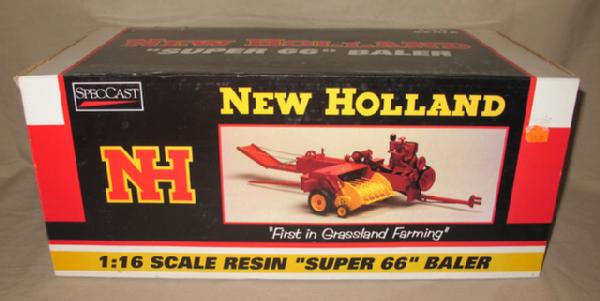 NEW HOLLAND
"SUPER 66" BALER
SPECCAST
NEW HOLLAND
NH
"First in Grassland Farming"
1:16 SCALE RESIN "SUPER 66" BALER